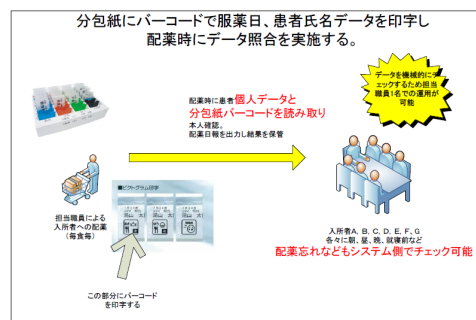 分包紙にバーコードで服薬日、患者氏名データを印字し
配薬時にデータ照合を実施する。
データを機械的にチ
ェックするため担当
職員1名での運用が
可能
配薬時に患者個人データと
分包紙バーコードを読み取り
本人確認。
配薬日報を出力し結果を保管
■ピクトグラム印字
担当職員による
入所者への配薬
(毎食毎)
入所者A、B、C、D、E、F、G
各々に朝、昼、晩、就寝前など
配薬忘れなどもシステム側でチェック可能
この部分にバーコード
を印字する